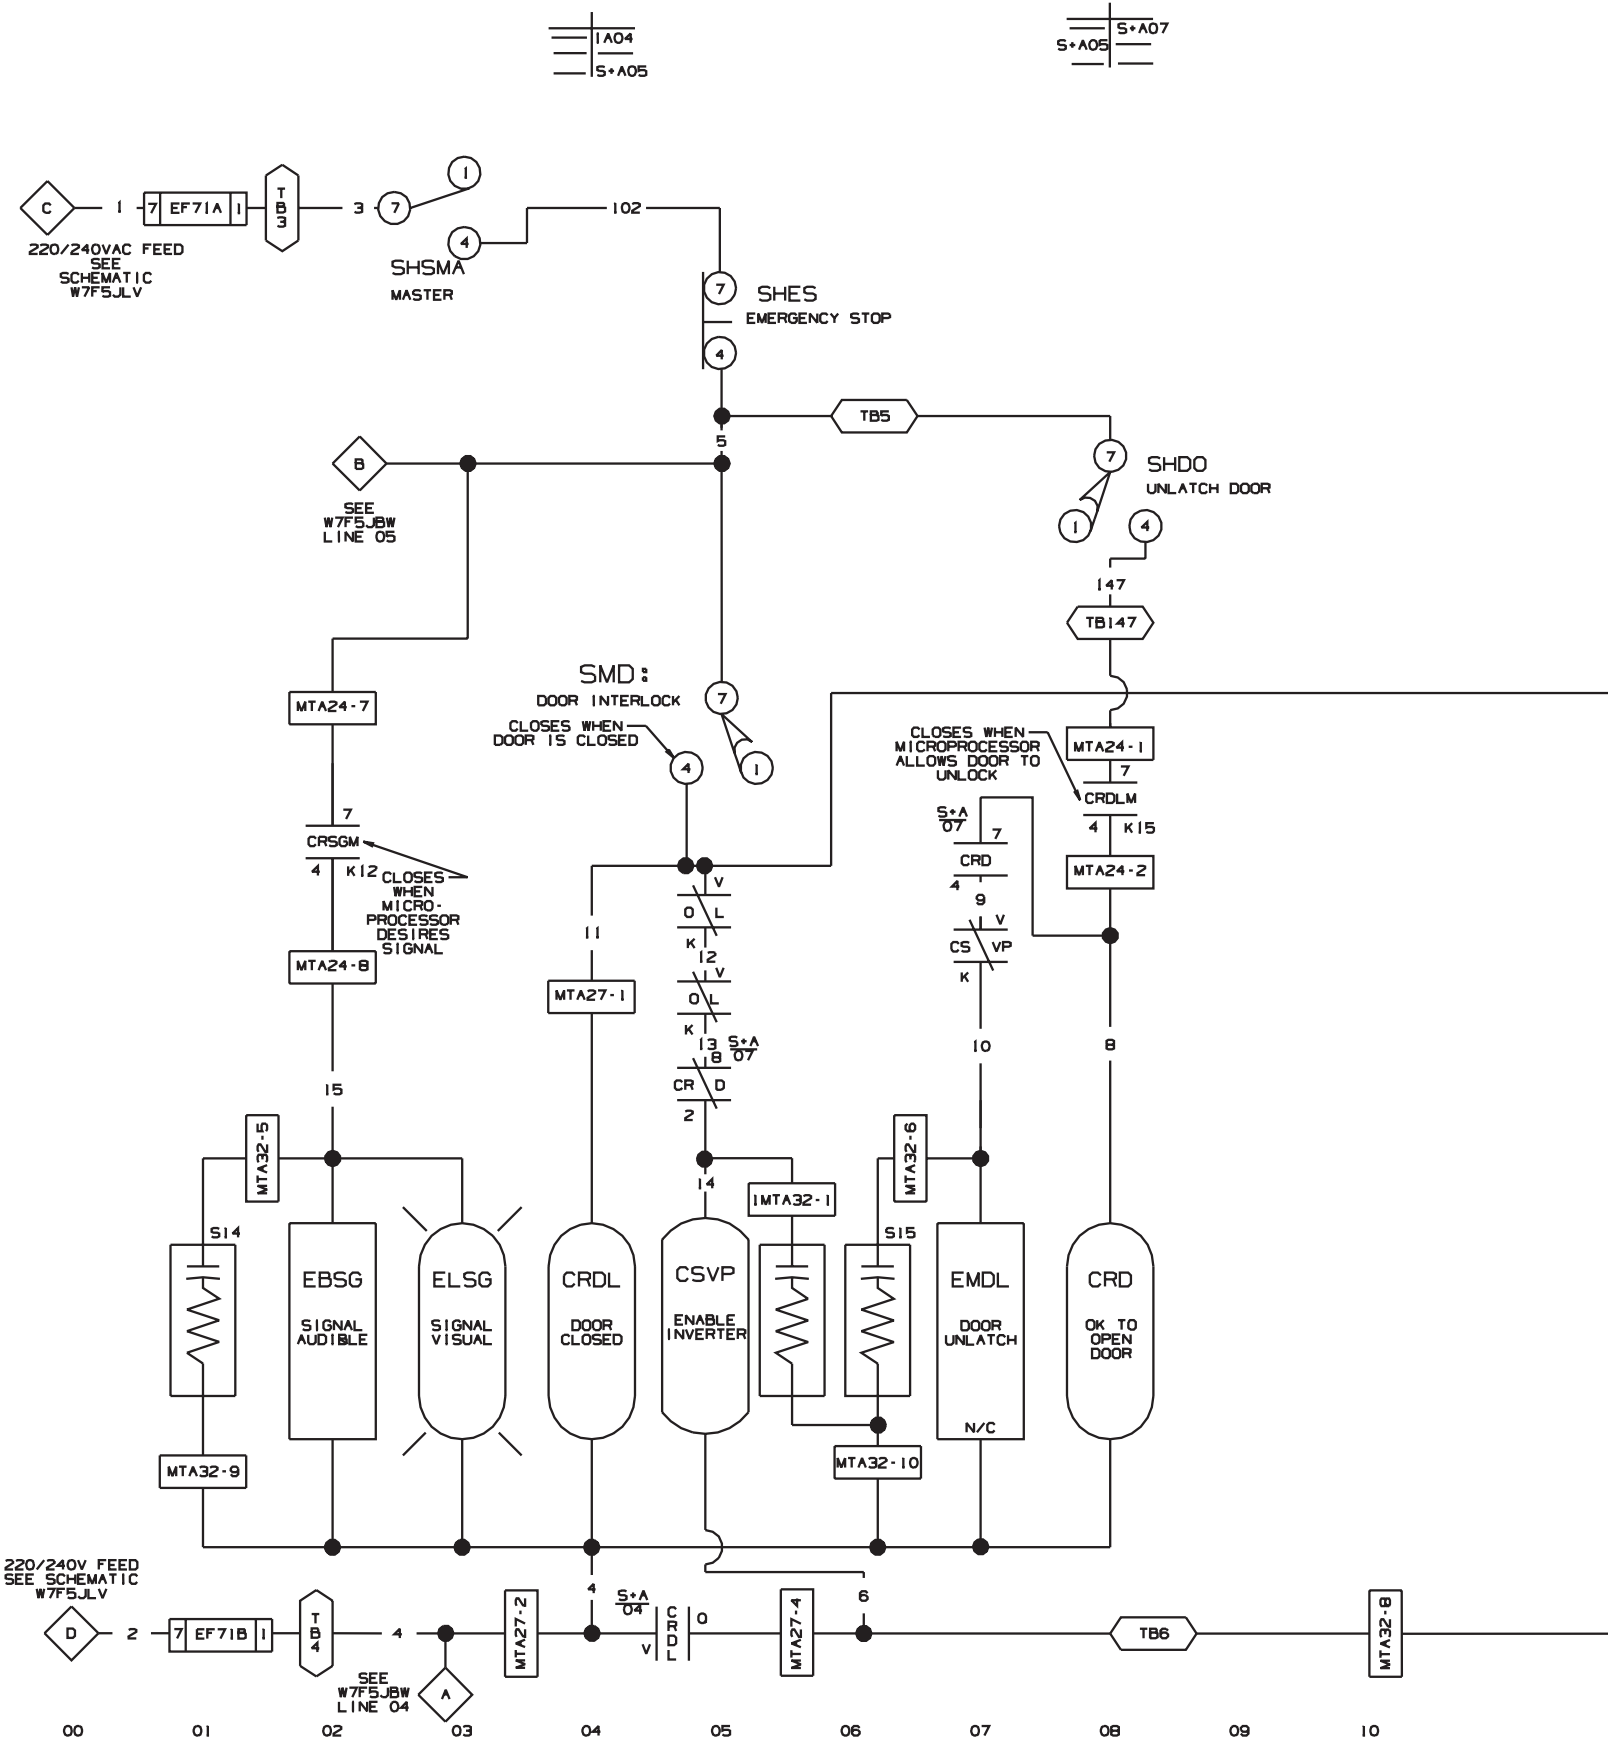 1A04
S+A05
S+A07
S+A05
C
1
7 EF71A 1
TB3
3
7
1
4
102
220/240VAC FEED
SEE
SCHEMATIC
W7F5JLV
SHSMA
MASTER
7
SHES
EMERGENCY STOP
4
TB5
5
B
SEE
W7F5JBW
LINE 05
7
SHDO
UNLATCH DOOR
1
4
147
TB147
SMD:
DOOR INTERLOCK
CLOSES WHEN
DOOR IS CLOSED
7
4
1
MTA24-7
CLOSES WHEN
MICROPROCESSOR
ALLOWS DOOR TO
UNLOCK
MTA24-1
7
CRDLM
4 K15
MTA24-2
7
CRSGM
4 K12
CLOSES
WHEN
MICRO-
PROCESSOR
DESIRES
SIGNAL
MTA24-8
S+A
07
7
CRD
4
9
V
CS VP
K
10
8
11
MTA27-1
V
O L
K
12
V
O L
K
13
S+A
07
8
CR D
2
15
MTA32-5
MTA32-6
14
1MTA32-1
S14
S15
EBSG
SIGNAL
AUDIBLE
ELSG
SIGNAL
VISUAL
CRDL
DOOR
CLOSED
CSVP
ENABLE
INVERTER
EMDL
DOOR
UNLATCH
N/C
CRD
OK TO
OPEN
DOOR
MTA32-9
MTA32-10
220/240V FEED
SEE SCHEMATIC
W7F5JLV
D
2
7 EF71B 1
TB4
4
SEE
W7F5JBW
LINE 04
A
MTA27-2
4
S+A
04
V
CRDL
O
MTA27-4
6
TB6
MTA32-8
00 01 02 03 04 05 06 07 08 09 10